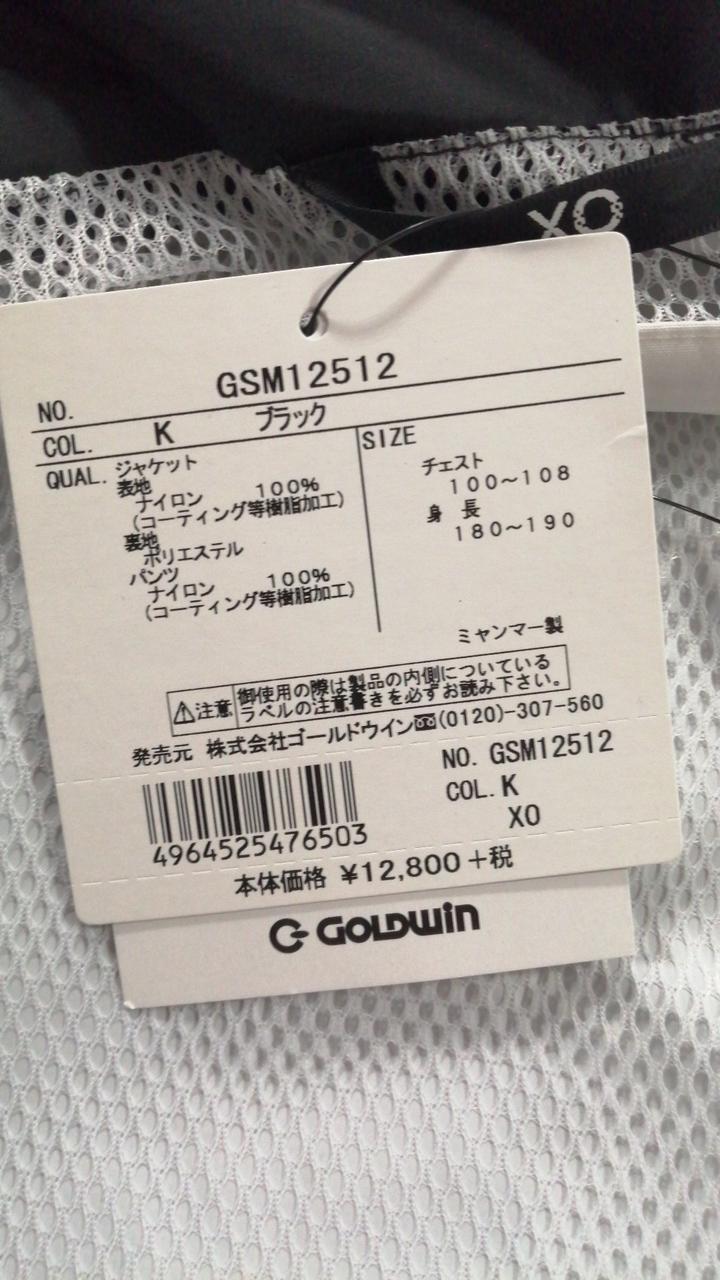 XO
NO. GSM12512
COL. K ブラック
QUAL. ジャケット
表地
ナイロン 100%
(コーティング等樹脂加工)
裏地
ポリエステル
パンツ
ナイロン 100%
(コーティング等樹脂加工)
SIZE
チェスト
100～108
身 長
180～190
ミャンマー製
⚠注意 御使用の際は製品の内側についている
ラベルの注意書きを必ずお読み下さい。
発売元 株式会社ゴールドウイン (0120)-307-560
NO. GSM12512
COL. K
XO
4964525476503
本体価格 ¥12,800+税
GOLDWIN